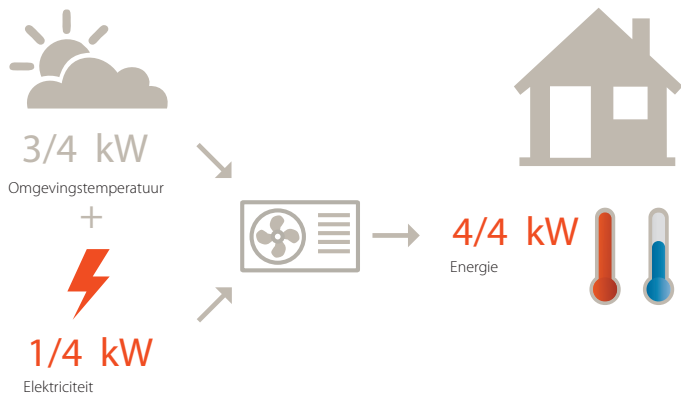 3/4 kW
Omgevingstemperatuur
+
1/4 kW
Elektriciteit
4/4 kW
Energie